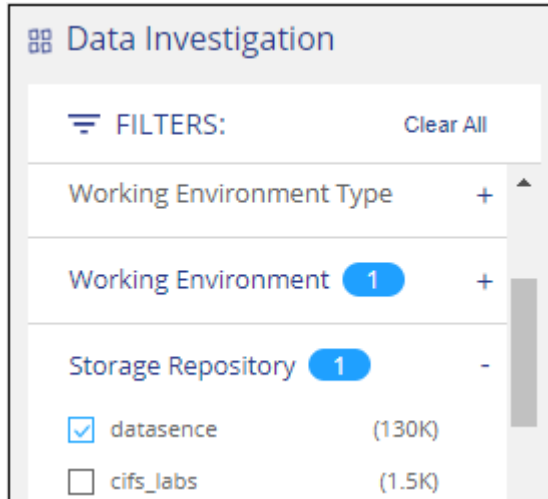 Data Investigation
FILTERS: Clear All
Working Environment Type +
Working Environment 1 +
Storage Repository 1 -
datasence (130K)
cifs_labs (1.5K)